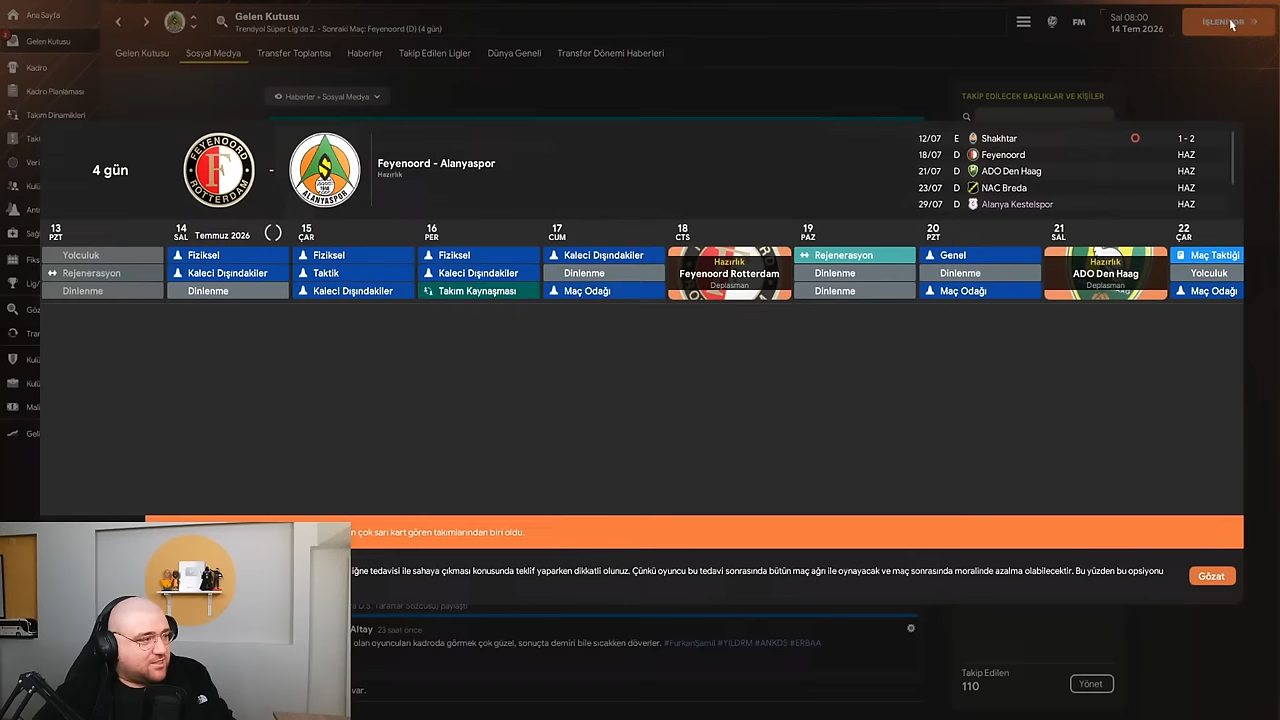 Ana Sayfa
Gelen Kutusu
Kadro
Kadro Planlaması
Takım Dinamikleri
Gelen Kutusu
Trendyol Süper Lig'de 2. - Sonraki Maç: Feyenoord (D) (4 gün)
FM
Sal 08:00
14 Tem 2026
İŞLENİYOR
Gelen Kutusu
Sosyal Medya
Transfer Toplantısı
Haberler
Takip Edilen Ligler
Dünya Geneli
Transfer Dönemi Haberleri
Haberler + Sosyal Medya
TAKİP EDİLECEK BAŞLIKLAR VE KİŞİLER
4 gün
-
Feyenoord - Alanyaspor
Hazırlık
12/07 E Shakhtar 1 - 2
18/07 D Feyenoord HAZ
21/07 D ADO Den Haag HAZ
23/07 D NAC Breda HAZ
29/07 D Alanya Kestelspor HAZ
13
PZT
Yolculuk
Rejenerasyon
Dinlenme
14
SAL Temmuz 2026
Fiziksel
Kaleci Dışındakiler
Dinlenme
15
ÇAR
Fiziksel
Taktik
Kaleci Dışındakiler
16
PER
Fiziksel
Kaleci Dışındakiler
Takım Kaynaşması
17
CUM
Kaleci Dışındakiler
Dinlenme
Maç Odağı
18
CTS
Hazırlık
Feyenoord Rotterdam
Deplasman
19
PAZ
Rejenerasyon
Dinlenme
Dinlenme
20
PZT
Genel
Dinlenme
Maç Odağı
21
SAL
Hazırlık
ADO Den Haag
Deplasman
22
ÇAR
Maç Taktiği
Yolculuk
Maç Odağı
n çok sarı kart gören takımlarından biri oldu.
iğne tedavisi ile sahaya çıkması konusunda teklif yaparken dikkatli olunuz. Çünkü oyuncu bu tedavi sonrasında bütün maç ağrı ile oynayacak ve maç sonrasında moralinde azalma olabilecektir. Bu yüzden bu opsiyonu
Gözat
D.S. Taraftar Sözcüsü) paylaştı
Altay 23 saat önce
olan oyuncuları kadroda görmek çok güzel, sonuçta demiri bile sıcakken döverler. #FurkanŞamil #YILDRM #ANKDS #ERBAA
var.
Takip Edilen
110
Yönet